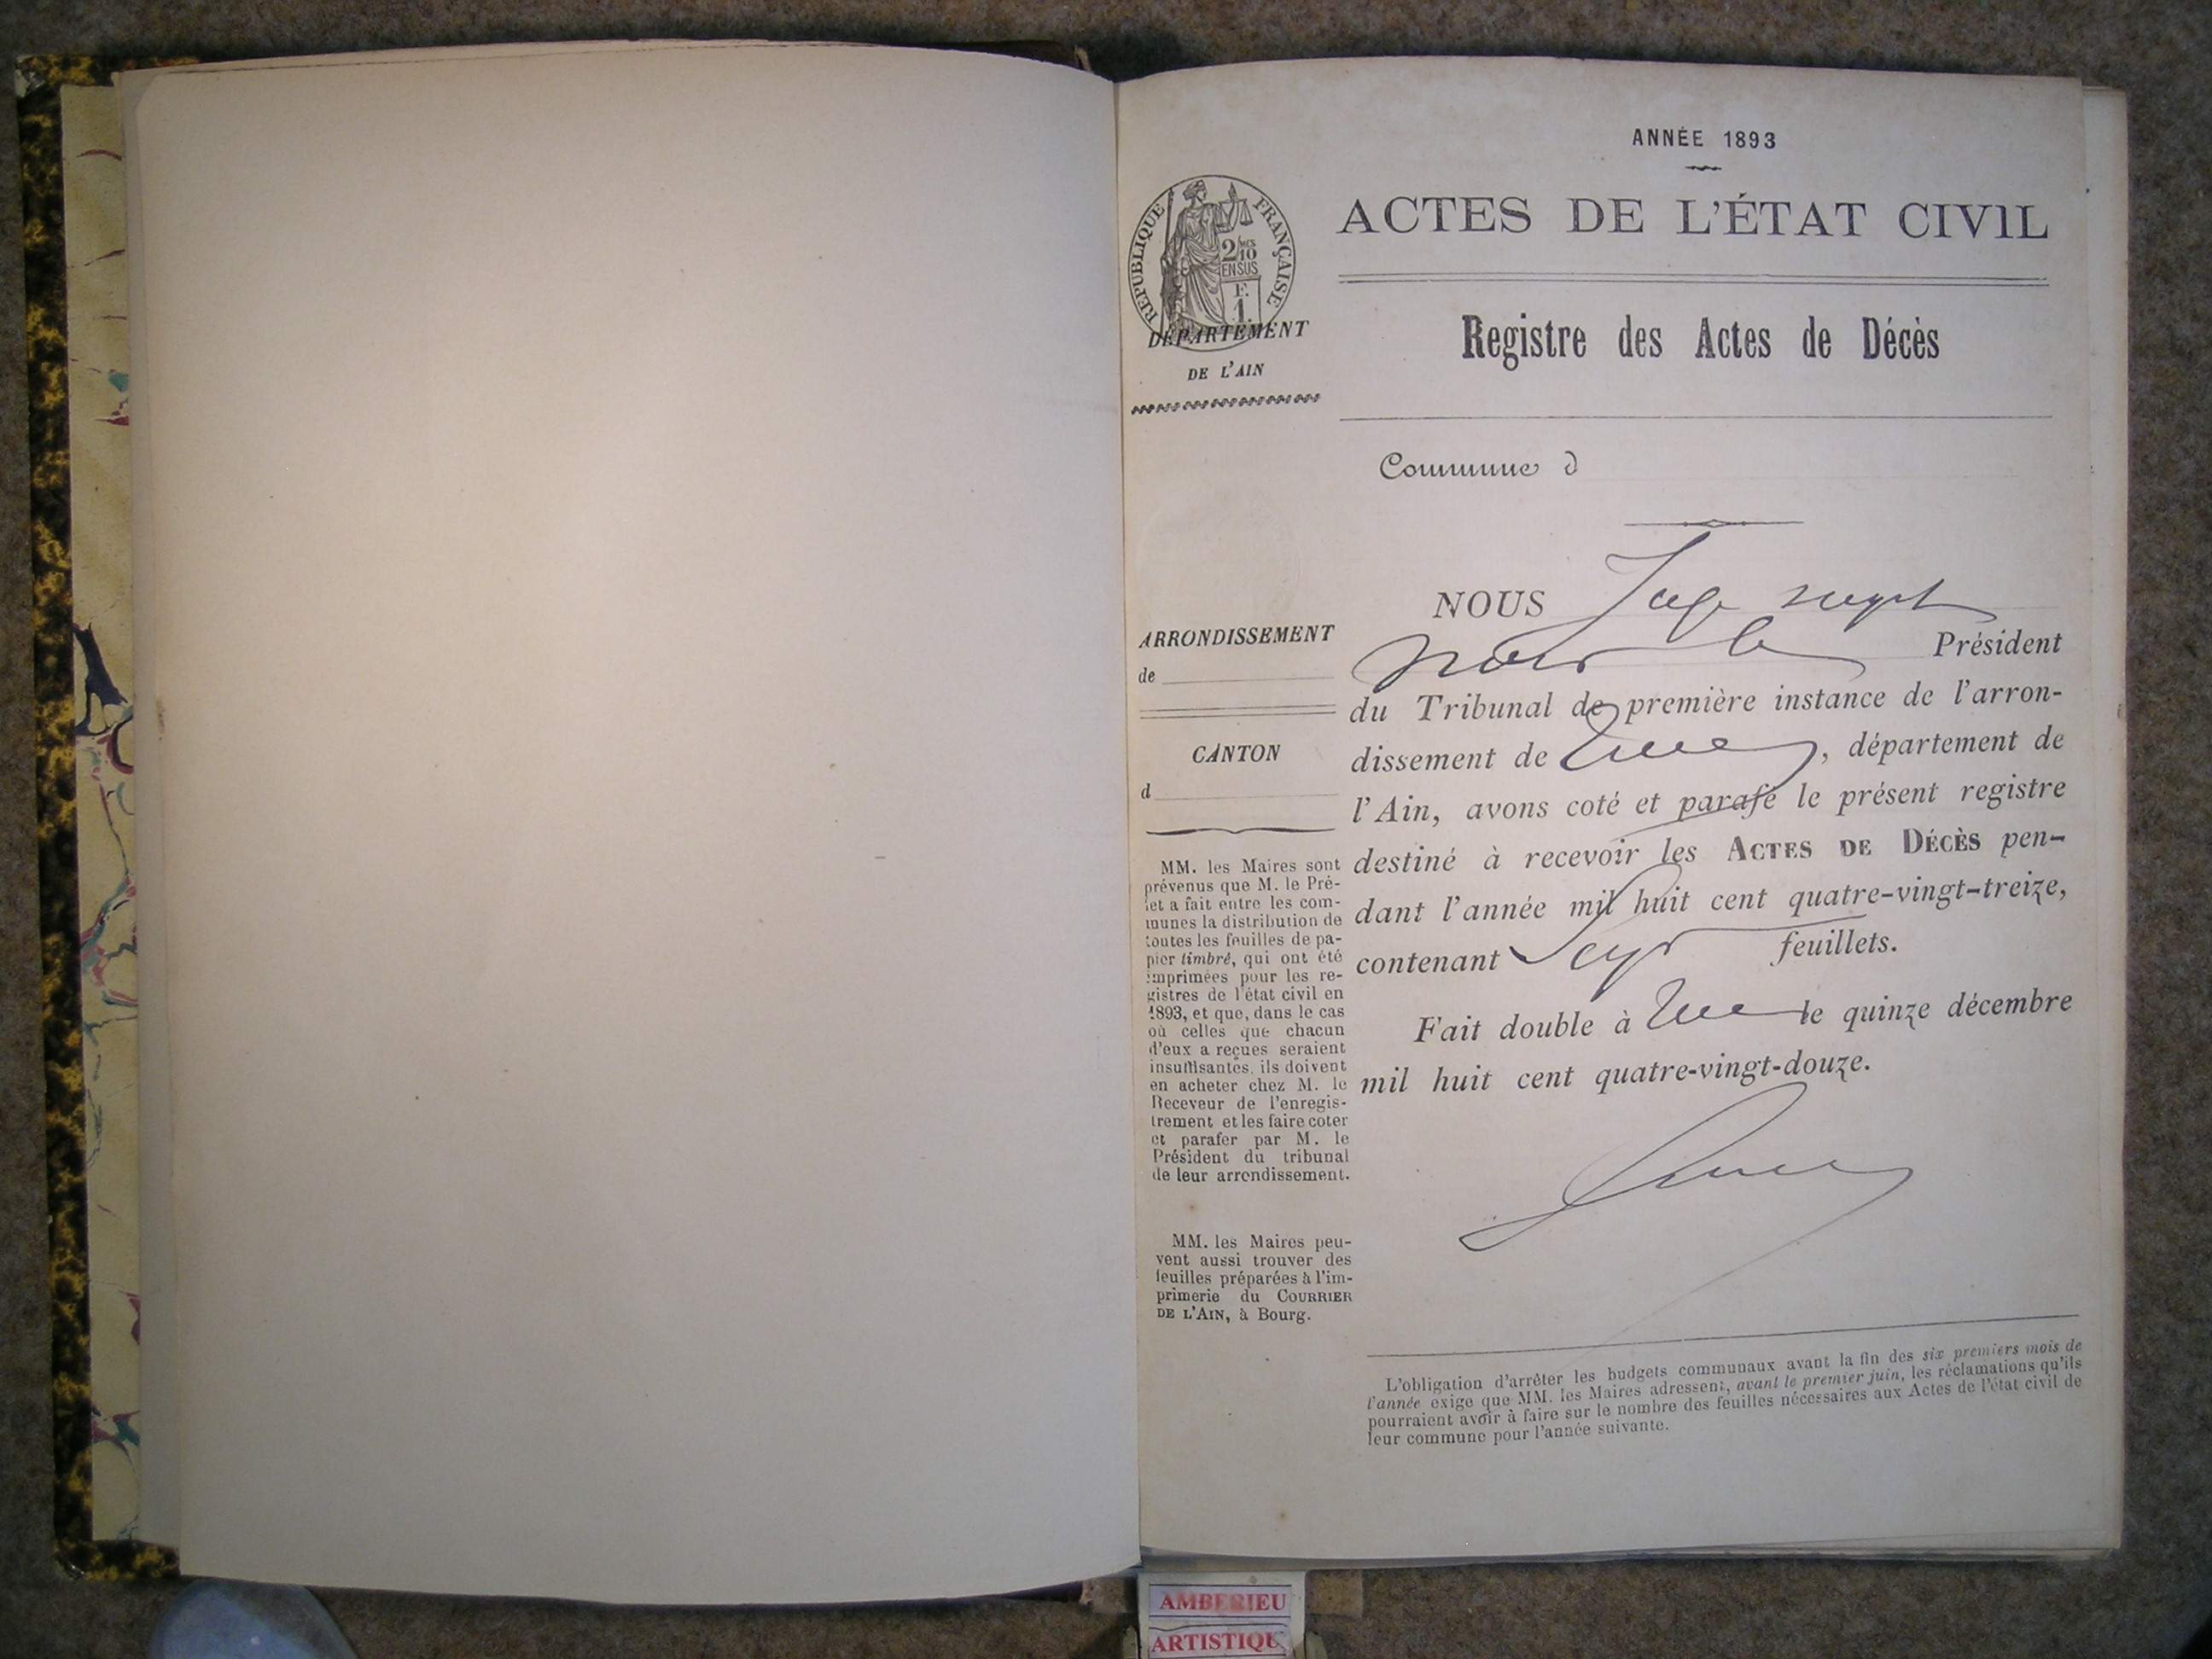 ANNÉE 1893
ACTES DE L'ÉTAT CIVIL
Registre des Actes de Décès
RÉPUBLIQUE FRANÇAISE
2/10 MES
EN SUS
F.
1.
DÉPARTEMENT
DE L'AIN
Commune d
ARRONDISSEMENT
de
CANTON
d
MM. les Maires sont
prévenus que M. le Pré-
fet a fait entre les com-
munes la distribution de
toutes les feuilles de pa-
pier timbré, qui ont été
imprimées pour les re-
gistres de l'état civil en
1893, et que, dans le cas
où celles que chacun
d'eux a reçues seraient
insuffisantes, ils doivent
en acheter chez M. le
Receveur de l'enregis-
trement et les faire coter
et parafer par M. le
Président du tribunal
de leur arrondissement.
MM. les Maires peu-
vent aussi trouver des
feuilles préparées à l'im-
primerie du COURRIER
DE L'AIN, à Bourg.
NOUS Juge
pour le Président
du Tribunal de première instance de l'arron-
dissement de , département de
l'Ain, avons coté et parafé le présent registre
destiné à recevoir les ACTES DE DÉCÈS pen-
dant l'année mil huit cent quatre-vingt-treize,
contenant feuillets.
Fait double à le quinze décembre
mil huit cent quatre-vingt-douze.
L'obligation d'arrêter les budgets communaux avant la fin des six premiers mois de
l'année exige que MM. les Maires adressent, avant le premier juin, les réclamations qu'ils
pourraient avoir à faire sur le nombre des feuilles nécessaires aux Actes de l'état civil de
leur commune pour l'année suivante.
AMBERIEU
ARTISTIQU